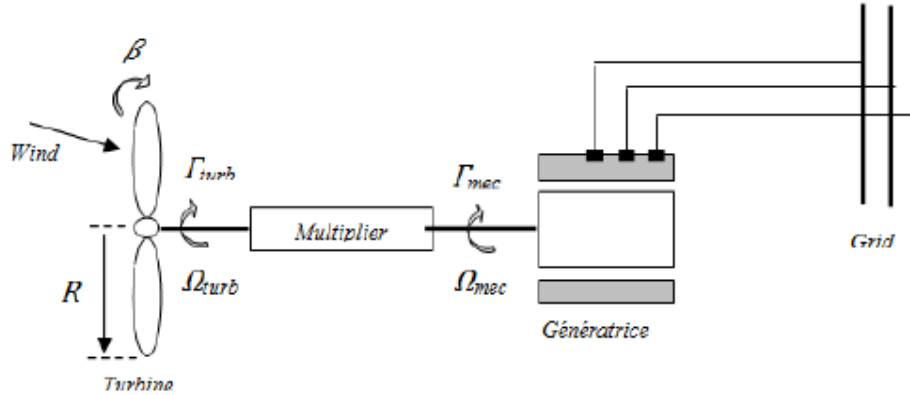 β
Wind
Γturb
Γmec
Multiplier
Grid
R
Ωturb
Ωmec
Génératrice
Turbine